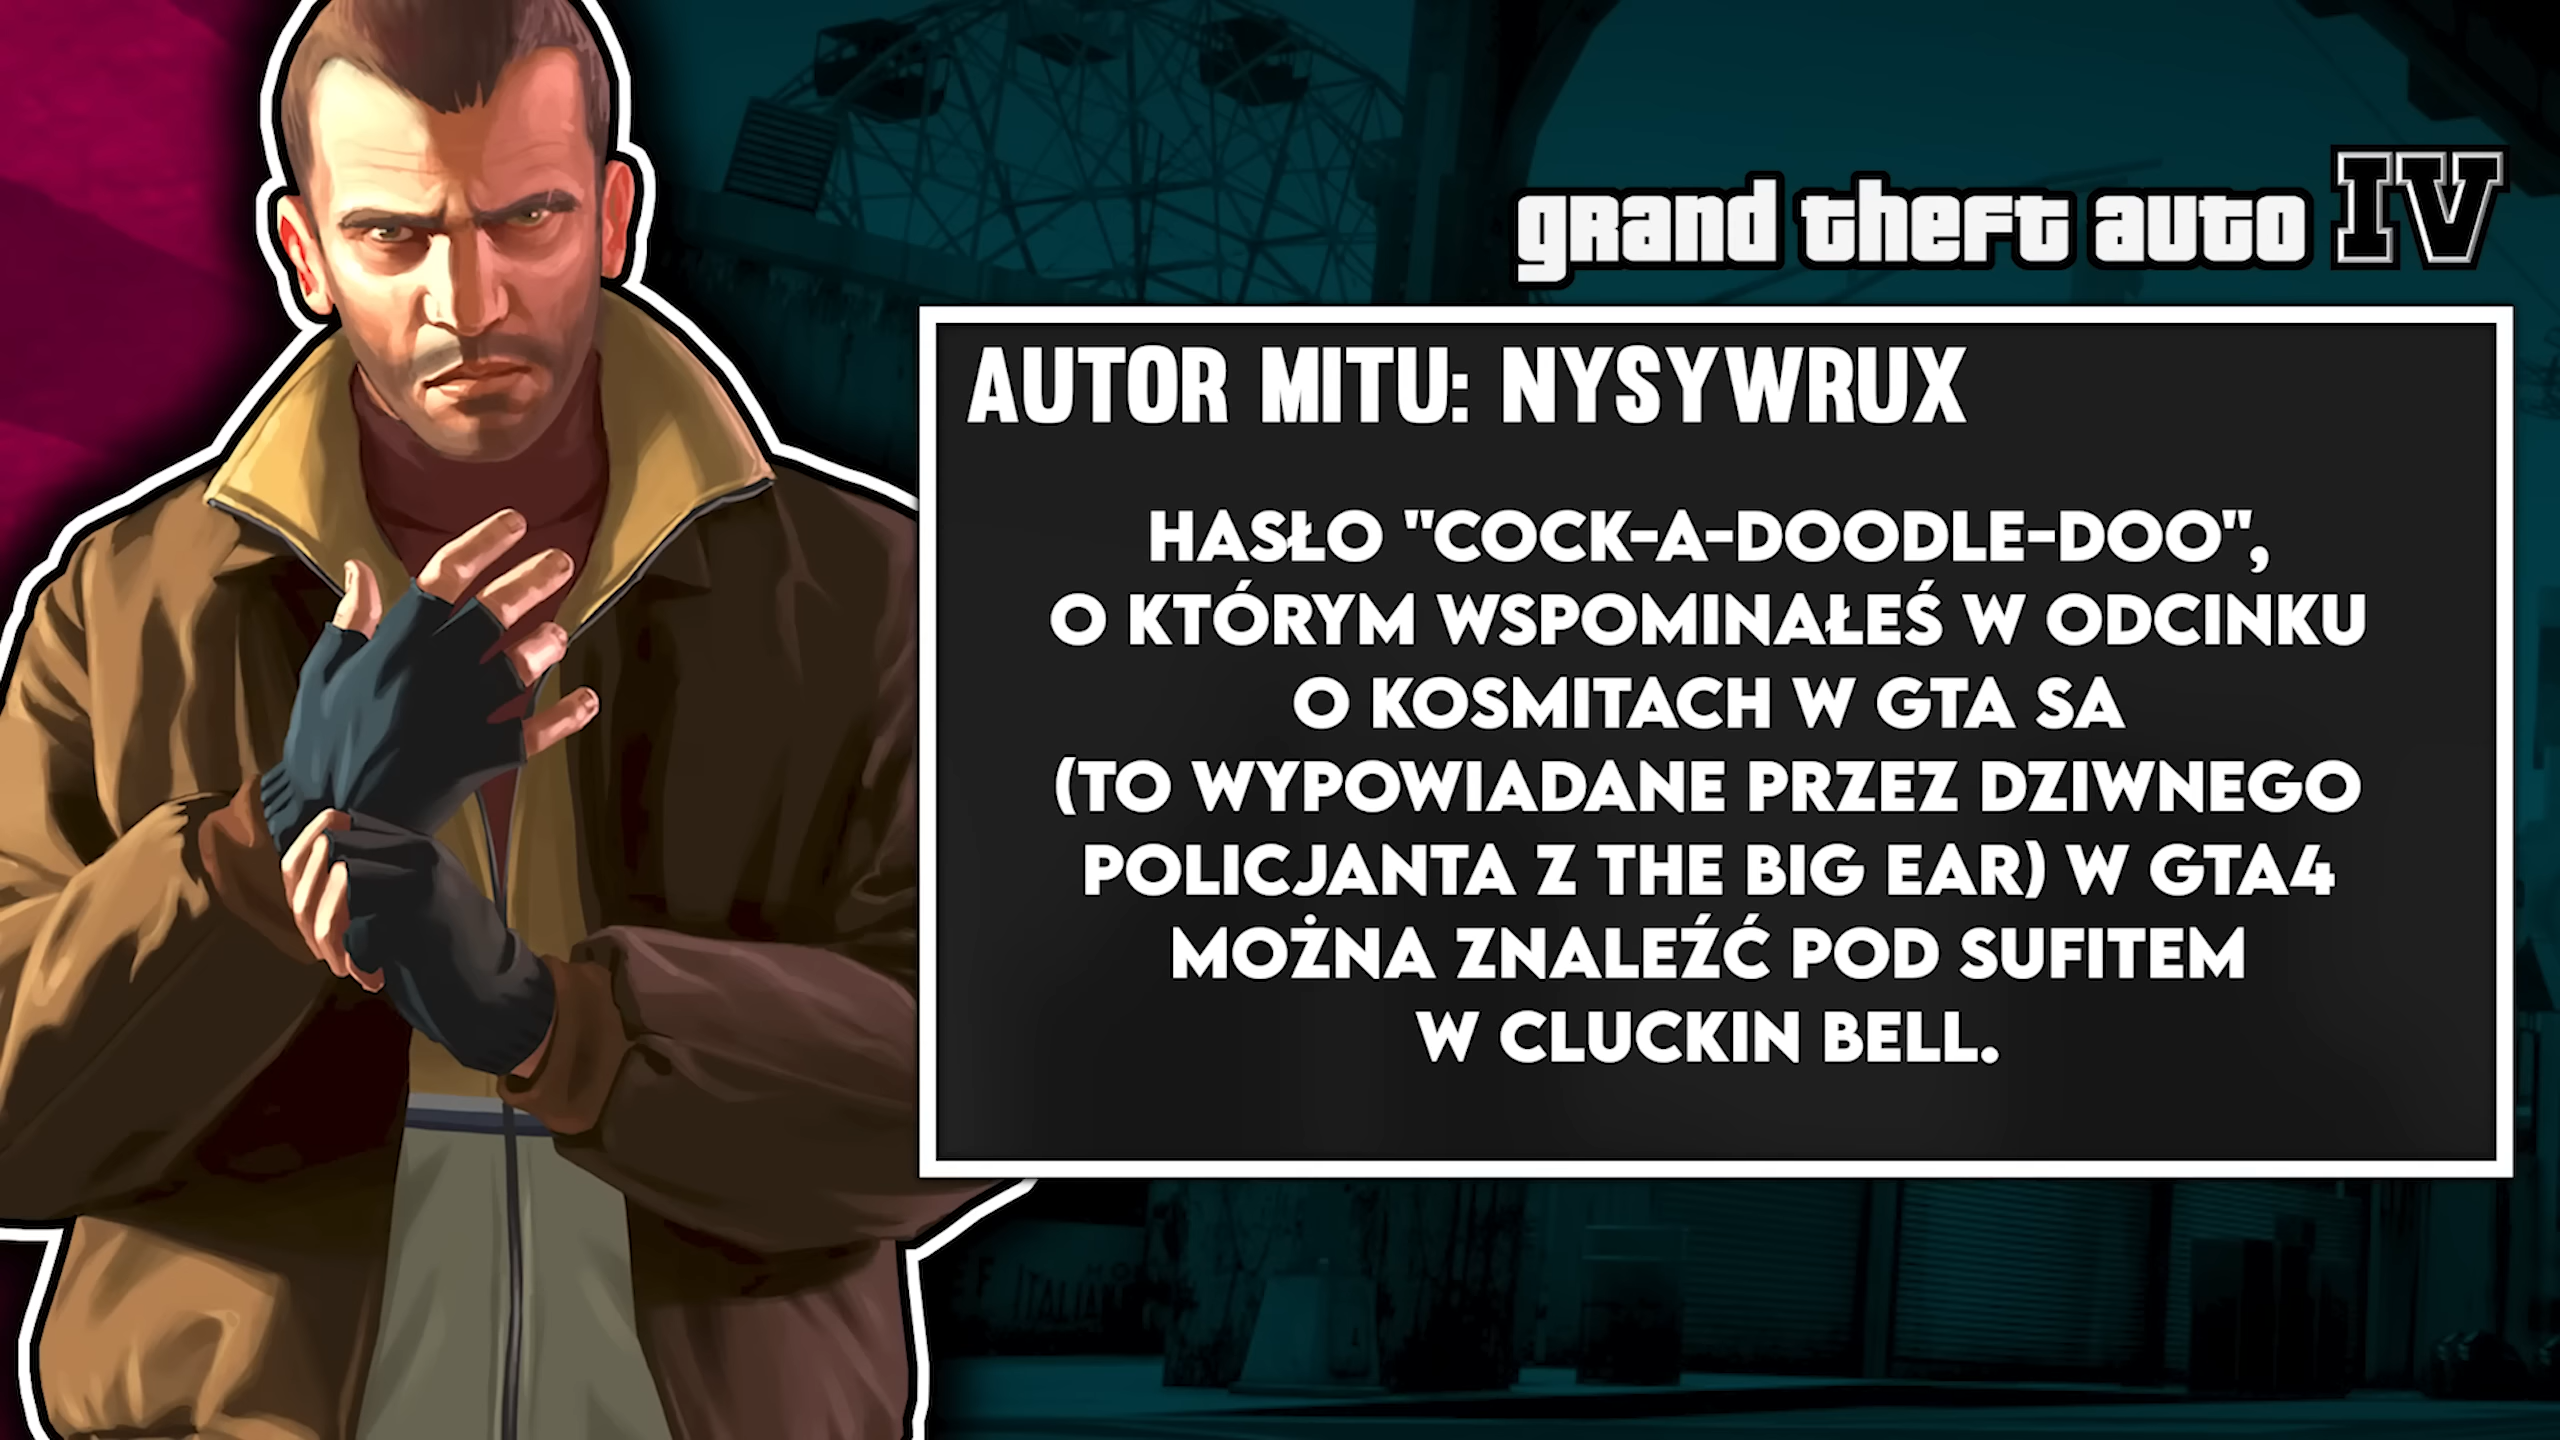 grand theft auto IV
AUTOR MITU: NYSYWRUX
HASŁO "COCK-A-DOODLE-DOO",
O KTÓRYM WSPOMINAŁEŚ W ODCINKU
O KOSMITACH W GTA SA
(TO WYPOWIADANE PRZEZ DZIWNEGO
POLICJANTA Z THE BIG EAR) W GTA4
MOŻNA ZNALEŹĆ POD SUFITEM
W CLUCKIN BELL.